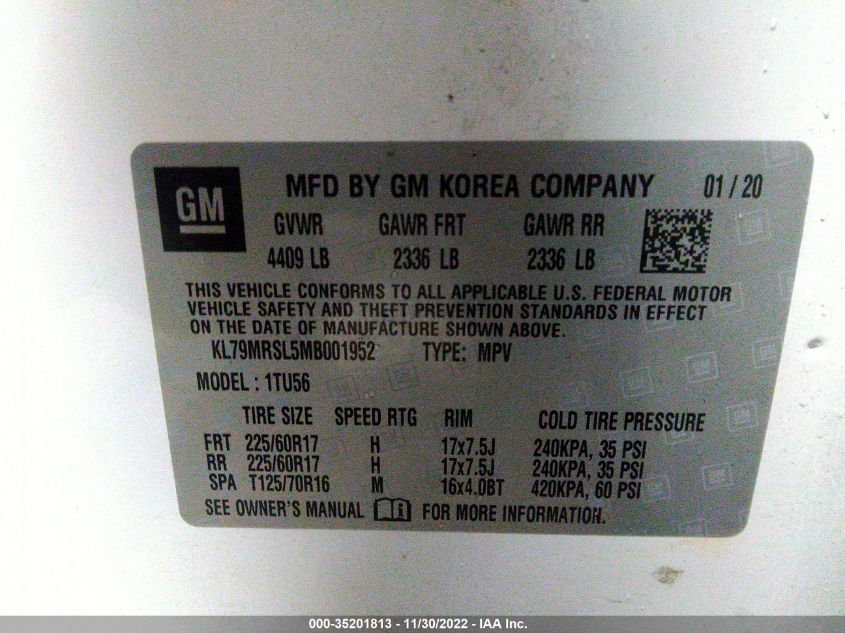 GM
MFD BY GM KOREA COMPANY 01 / 20
GVWR GAWR FRT GAWR RR
4409 LB 2336 LB 2336 LB
THIS VEHICLE CONFORMS TO ALL APPLICABLE U.S. FEDERAL MOTOR
VEHICLE SAFETY AND THEFT PREVENTION STANDARDS IN EFFECT
ON THE DATE OF MANUFACTURE SHOWN ABOVE.
KL79MRSL5MB001952 TYPE: MPV
MODEL : 1TU56
TIRE SIZE SPEED RTG RIM COLD TIRE PRESSURE
FRT 225/60R17 H 17x7.5J 240KPA, 35 PSI
RR 225/60R17 H 17x7.5J 240KPA, 35 PSI
SPA T125/70R16 M 16x4.0BT 420KPA, 60 PSI
SEE OWNER'S MANUAL i FOR MORE INFORMATION.
000-35201813 - 11/30/2022 - IAA Inc.